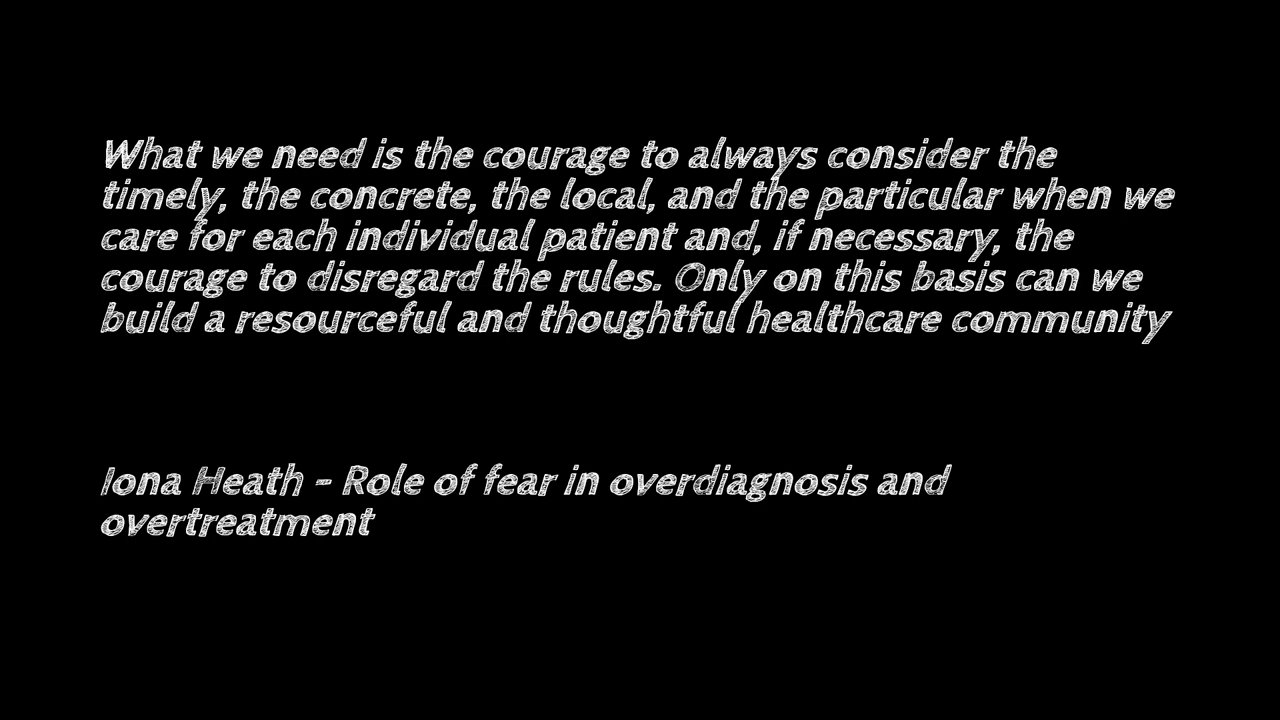 What we need is the courage to always consider the
timely, the concrete, the local, and the particular when we
care for each individual patient and, if necessary, the
courage to disregard the rules. Only on this basis can we
build a resourceful and thoughtful healthcare community
Iona Heath - Role of fear in overdiagnosis and
overtreatment